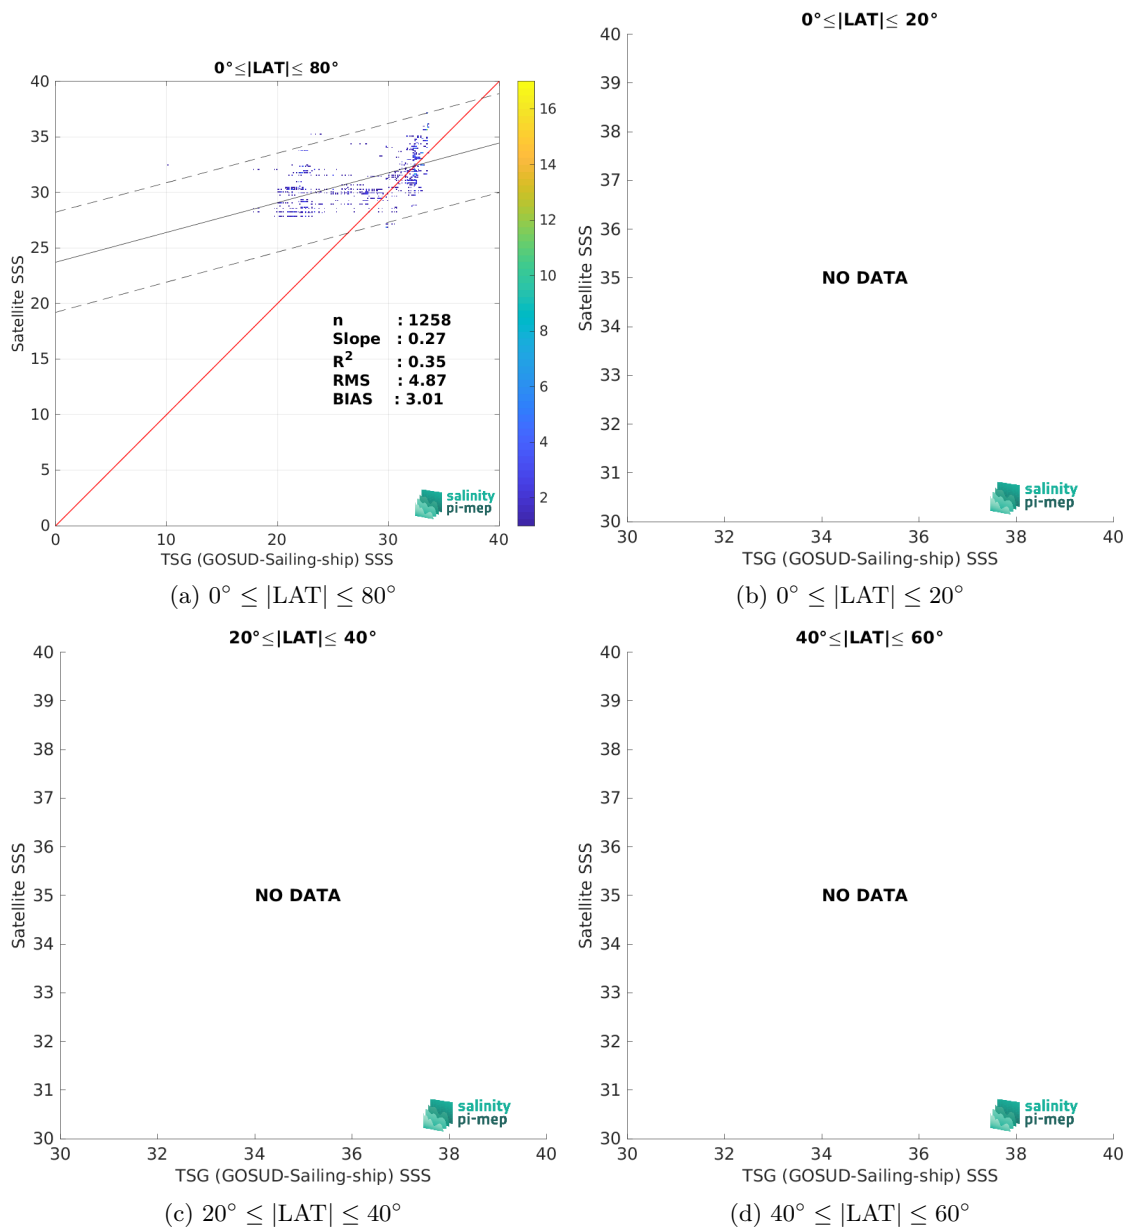 0°≤|LAT|≤ 80°
40
35
30
25
20
15
10
5
0
0
10
20
30
40
Satellite SSS
TSG (GOSUD-Sailing-ship) SSS
n : 1258
Slope : 0.27
R2 : 0.35
RMS : 4.87
BIAS : 3.01
salinity
pi-mep
16
14
12
10
8
6
4
2
(a) 0° ≤ |LAT| ≤ 80°
0°≤|LAT|≤ 20°
40
39
38
37
36
35
34
33
32
31
30
30
32
34
36
38
40
Satellite SSS
NO DATA
salinity
pi-mep
TSG (GOSUD-Sailing-ship) SSS
(b) 0° ≤ |LAT| ≤ 20°
20°≤|LAT|≤ 40°
40
39
38
37
36
35
34
33
32
31
30
30
32
34
36
38
40
Satellite SSS
NO DATA
salinity
pi-mep
TSG (GOSUD-Sailing-ship) SSS
(c) 20° ≤ |LAT| ≤ 40°
40°≤|LAT|≤ 60°
40
39
38
37
36
35
34
33
32
31
30
30
32
34
36
38
40
Satellite SSS
NO DATA
salinity
pi-mep
TSG (GOSUD-Sailing-ship) SSS
(d) 40° ≤ |LAT| ≤ 60°